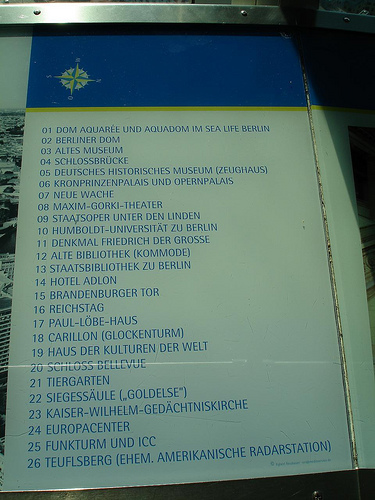 01 DOM AQUARÉE UND AQUADOM IM SEA LIFE BERLIN
02 BERLINER DOM
03 ALTES MUSEUM
04 SCHLOSSBRÜCKE
05 DEUTSCHES HISTORISCHES MUSEUM (ZEUGHAUS)
06 KRONPRINZENPALAIS UND OPERNPALAIS
07 NEUE WACHE
08 MAXIM-GORKI-THEATER
09 STAATSOPER UNTER DEN LINDEN
10 HUMBOLDT-UNIVERSITÄT ZU BERLIN
11 DENKMAL FRIEDRICH DER GROSSE
12 ALTE BIBLIOTHEK (KOMMODE)
13 STAATSBIBLIOTHEK ZU BERLIN
14 HOTEL ADLON
15 BRANDENBURGER TOR
16 REICHSTAG
17 PAUL-LÖBE-HAUS
18 CARILLON (GLOCKENTURM)
19 HAUS DER KULTUREN DER WELT
20 SCHLOSS BELLEVUE
21 TIERGARTEN
22 SIEGESSÄULE („GOLDELSE")
23 KAISER-WILHELM-GEDÄCHTNISKIRCHE
24 EUROPACENTER
25 FUNKTURM UND ICC
26 TEUFLSBERG (EHEM. AMERIKANISCHE RADARSTATION)